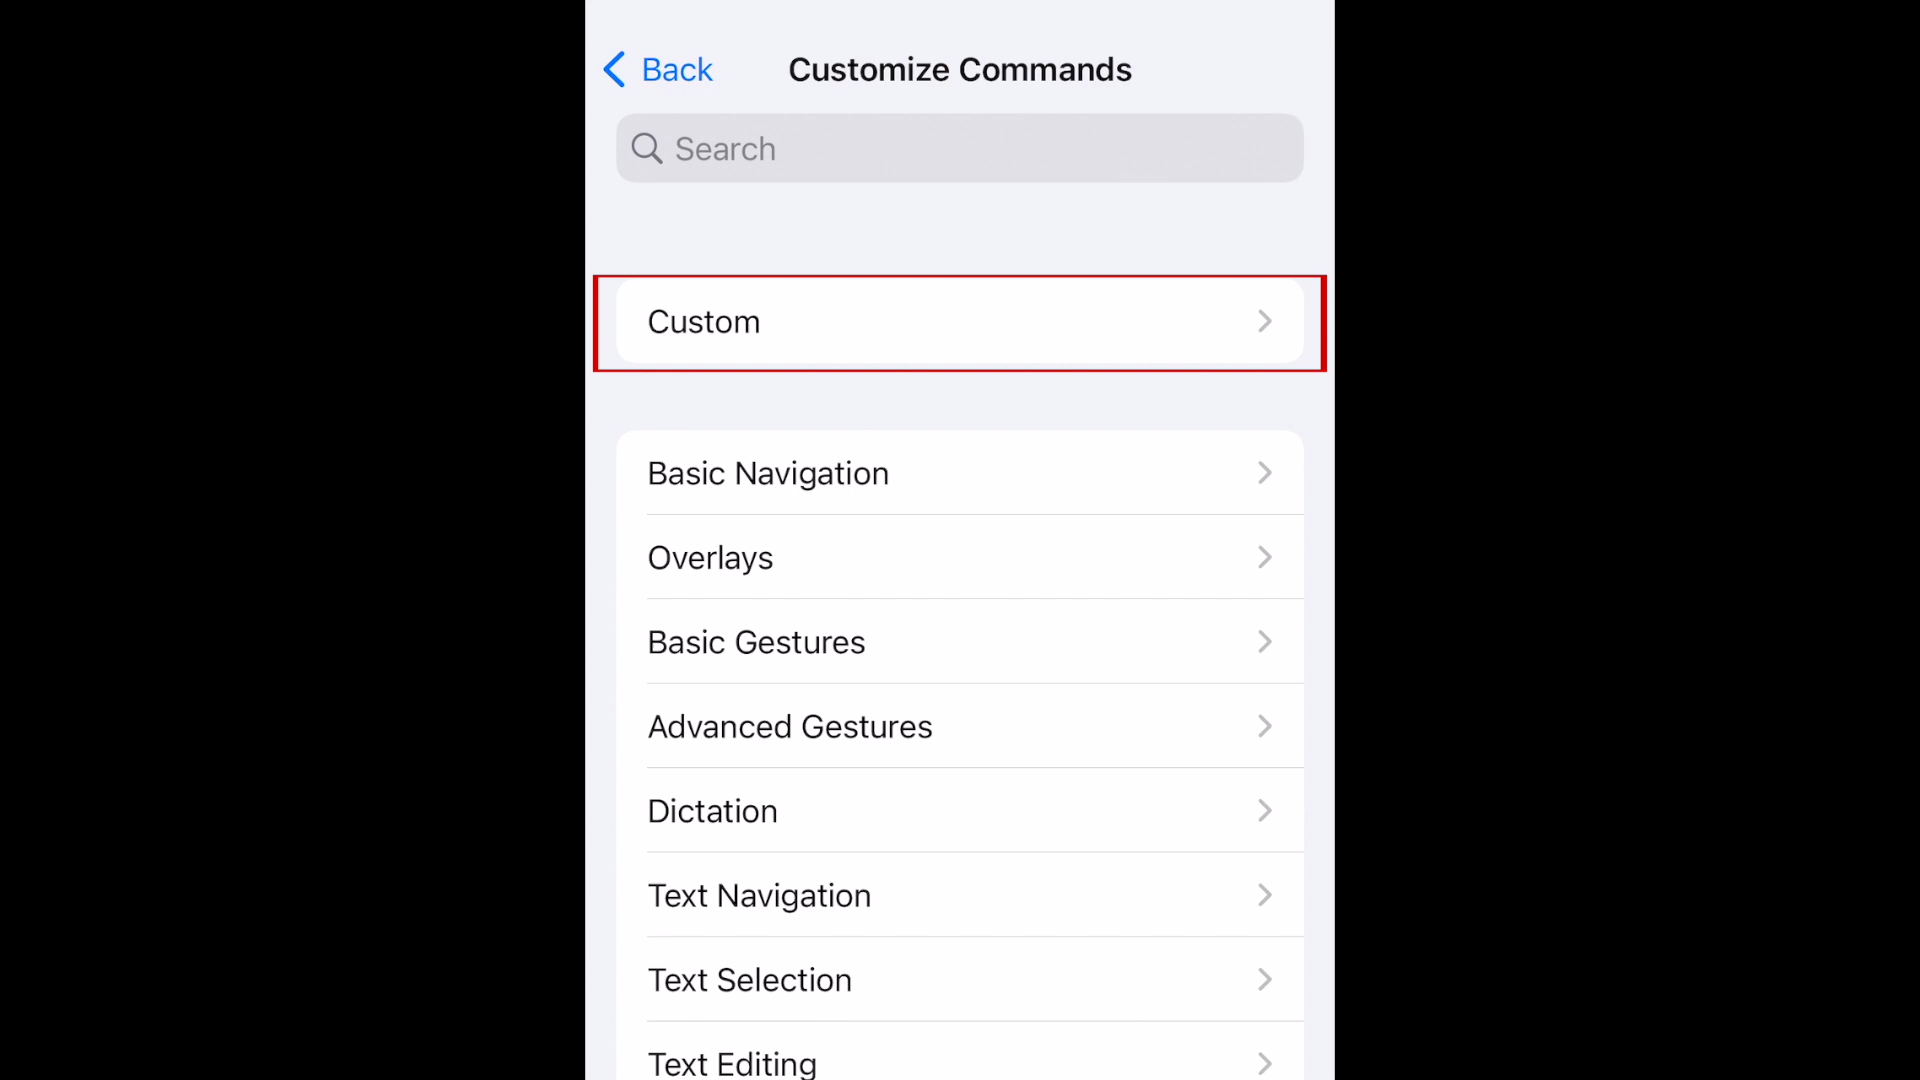 Back
Customize Commands
Search
Custom
Basic Navigation
Overlays
Basic Gestures
Advanced Gestures
Dictation
Text Navigation
Text Selection
Text Editing